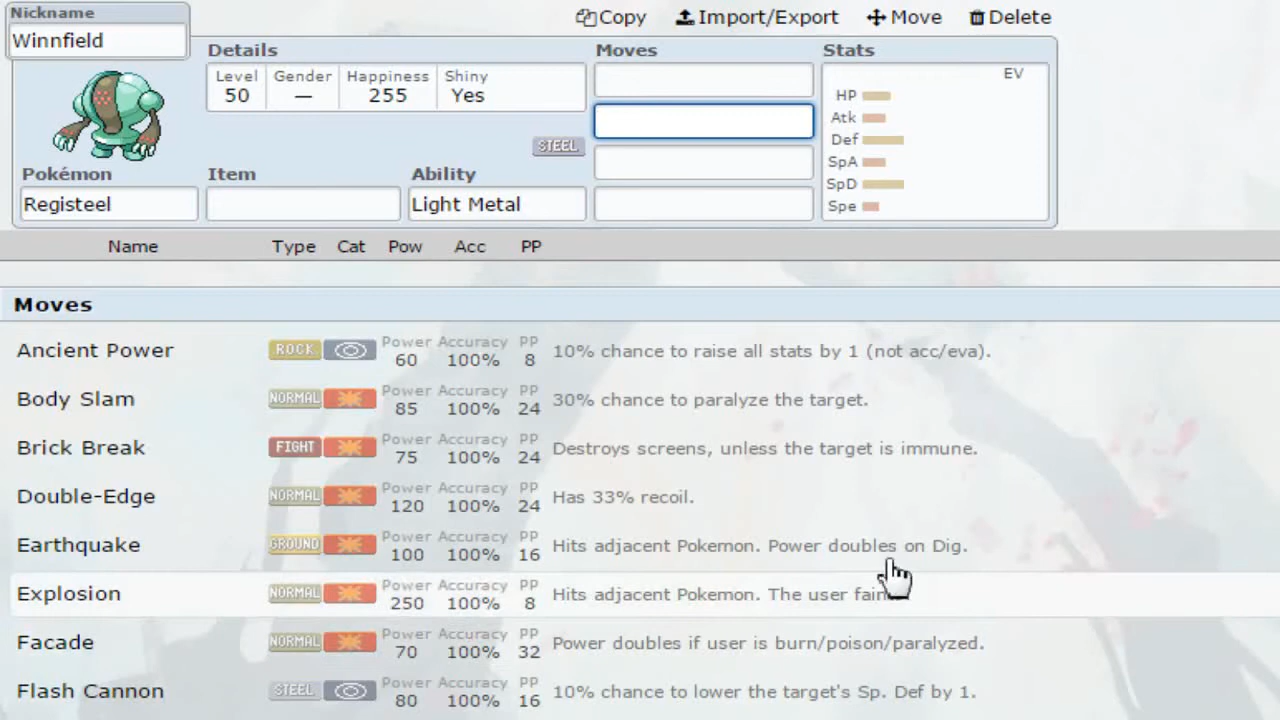 Nickname
Winnfield
Copy Import/Export Move Delete
Details
Moves
Stats
Level Gender Happiness Shiny
50 — 255 Yes
EV
HP
Atk
Def
SpA
SpD
Spe
STEEL
Pokémon Item Ability
Registeel Light Metal
Name Type Cat Pow Acc PP
Moves
Ancient Power ROCK Power 60 Accuracy 100% PP 8 10% chance to raise all stats by 1 (not acc/eva).
Body Slam NORMAL Power 85 Accuracy 100% PP 24 30% chance to paralyze the target.
Brick Break FIGHT Power 75 Accuracy 100% PP 24 Destroys screens, unless the target is immune.
Double-Edge NORMAL Power 120 Accuracy 100% PP 24 Has 33% recoil.
Earthquake GROUND Power 100 Accuracy 100% PP 16 Hits adjacent Pokemon. Power doubles on Dig.
Explosion NORMAL Power 250 Accuracy 100% PP 8 Hits adjacent Pokemon. The user
Facade NORMAL Power 70 Accuracy 100% PP 32 Power doubles if user is burn/poison/paralyzed.
Flash Cannon STEEL Power 80 Accuracy 100% PP 16 10% chance to lower the target's Sp. Def by 1.